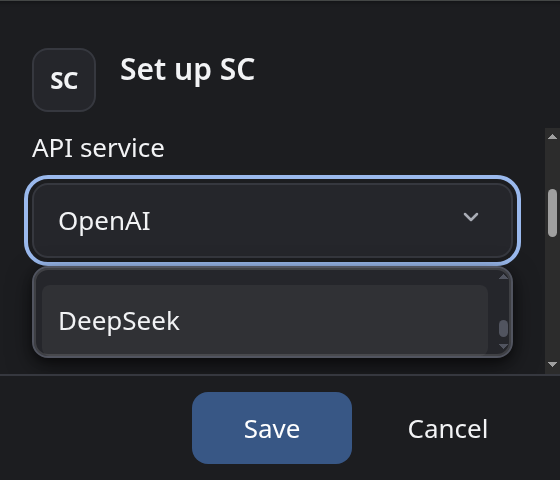 SC
Set up SC
API service
OpenAI
DeepSeek
Save
Cancel